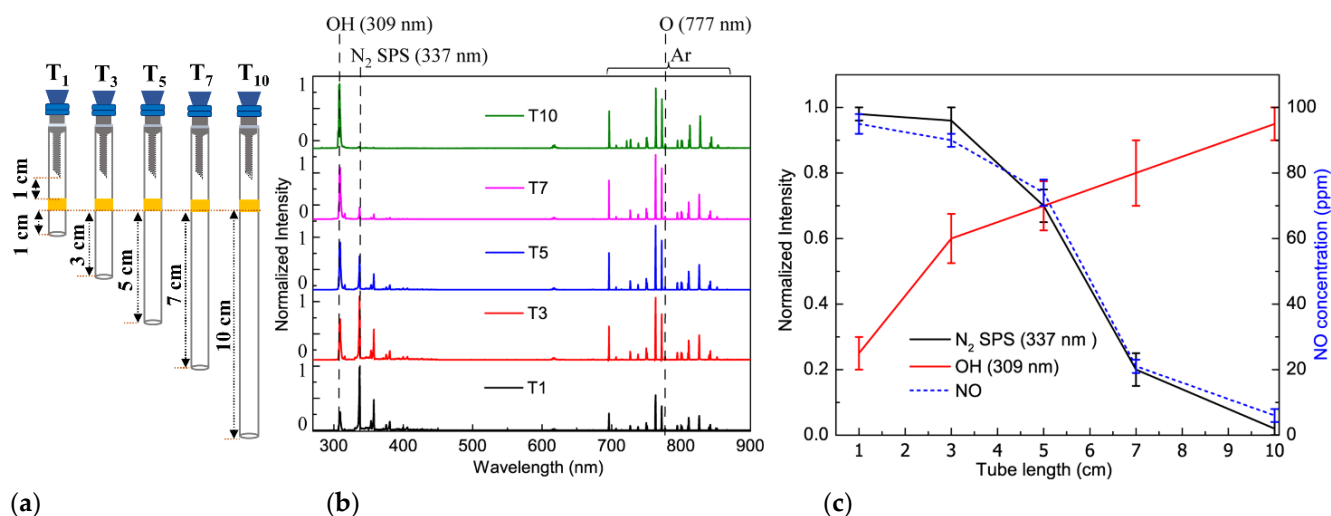 T1 T3 T5 T7 T10
1 cm
1 cm
3 cm
5 cm
7 cm
10 cm
(a)
OH (309 nm)
N2 SPS (337 nm)
O (777 nm)
Ar
1
0
T10
1
0
T7
1
0
T5
1
0
T3
1
0
T1
Normalized Intensity
Normalized Intensity
300 400 500 600 700 800 900
Wavelength (nm)
(b)
1.0
0.8
0.6
0.4
0.2
0.0
Normalized Intensity
N2 SPS (337 nm )
OH (309 nm)
NO
100
80
60
40
20
0
NO concentration (ppm)
1 2 3 4 5 6 7 8 9 10
Tube length (cm)
(c)